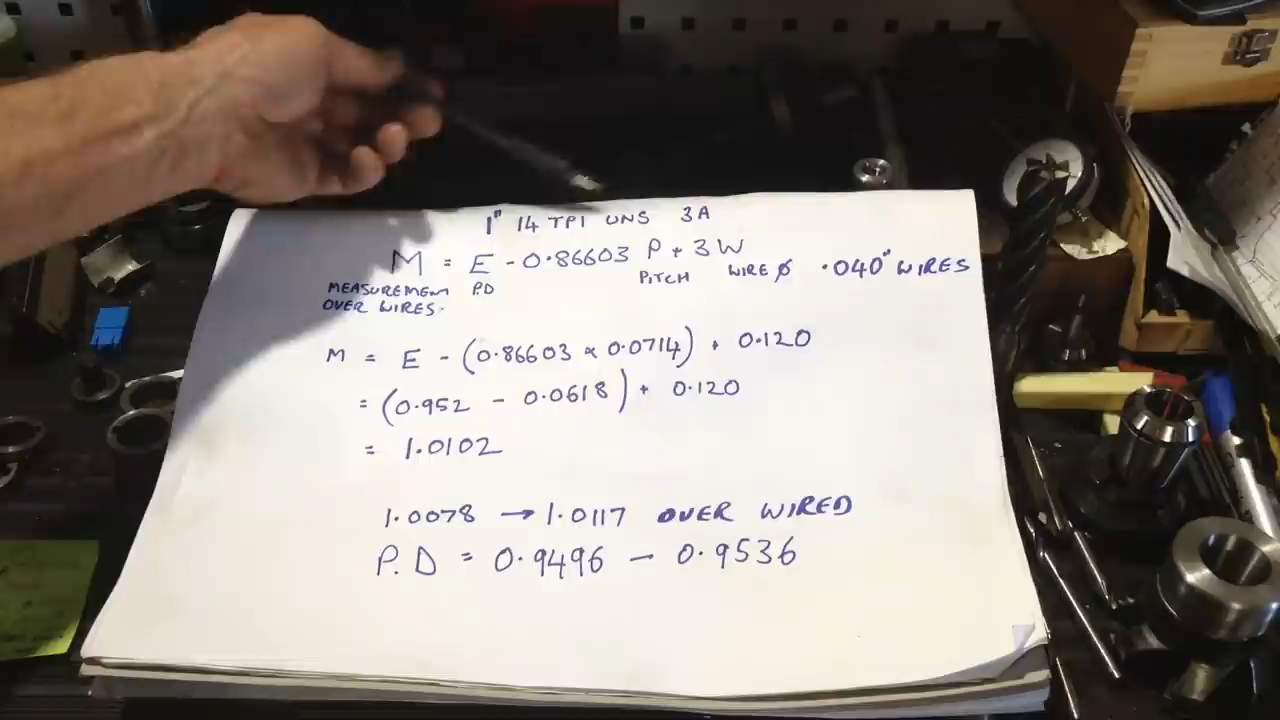 1" 14 TPI UNS 3A
M = E - 0.86603 P + 3W
MEASUREMENT P.D PITCH WIRE ϕ .040" WIRES
OVER WIRES.
M = E - (0.86603 x 0.0714) + 0.120
= (0.952 - 0.0618) + 0.120
= 1.0102
1.0078 → 1.0117 OVER WIRED
P.D = 0.9496 - 0.9536